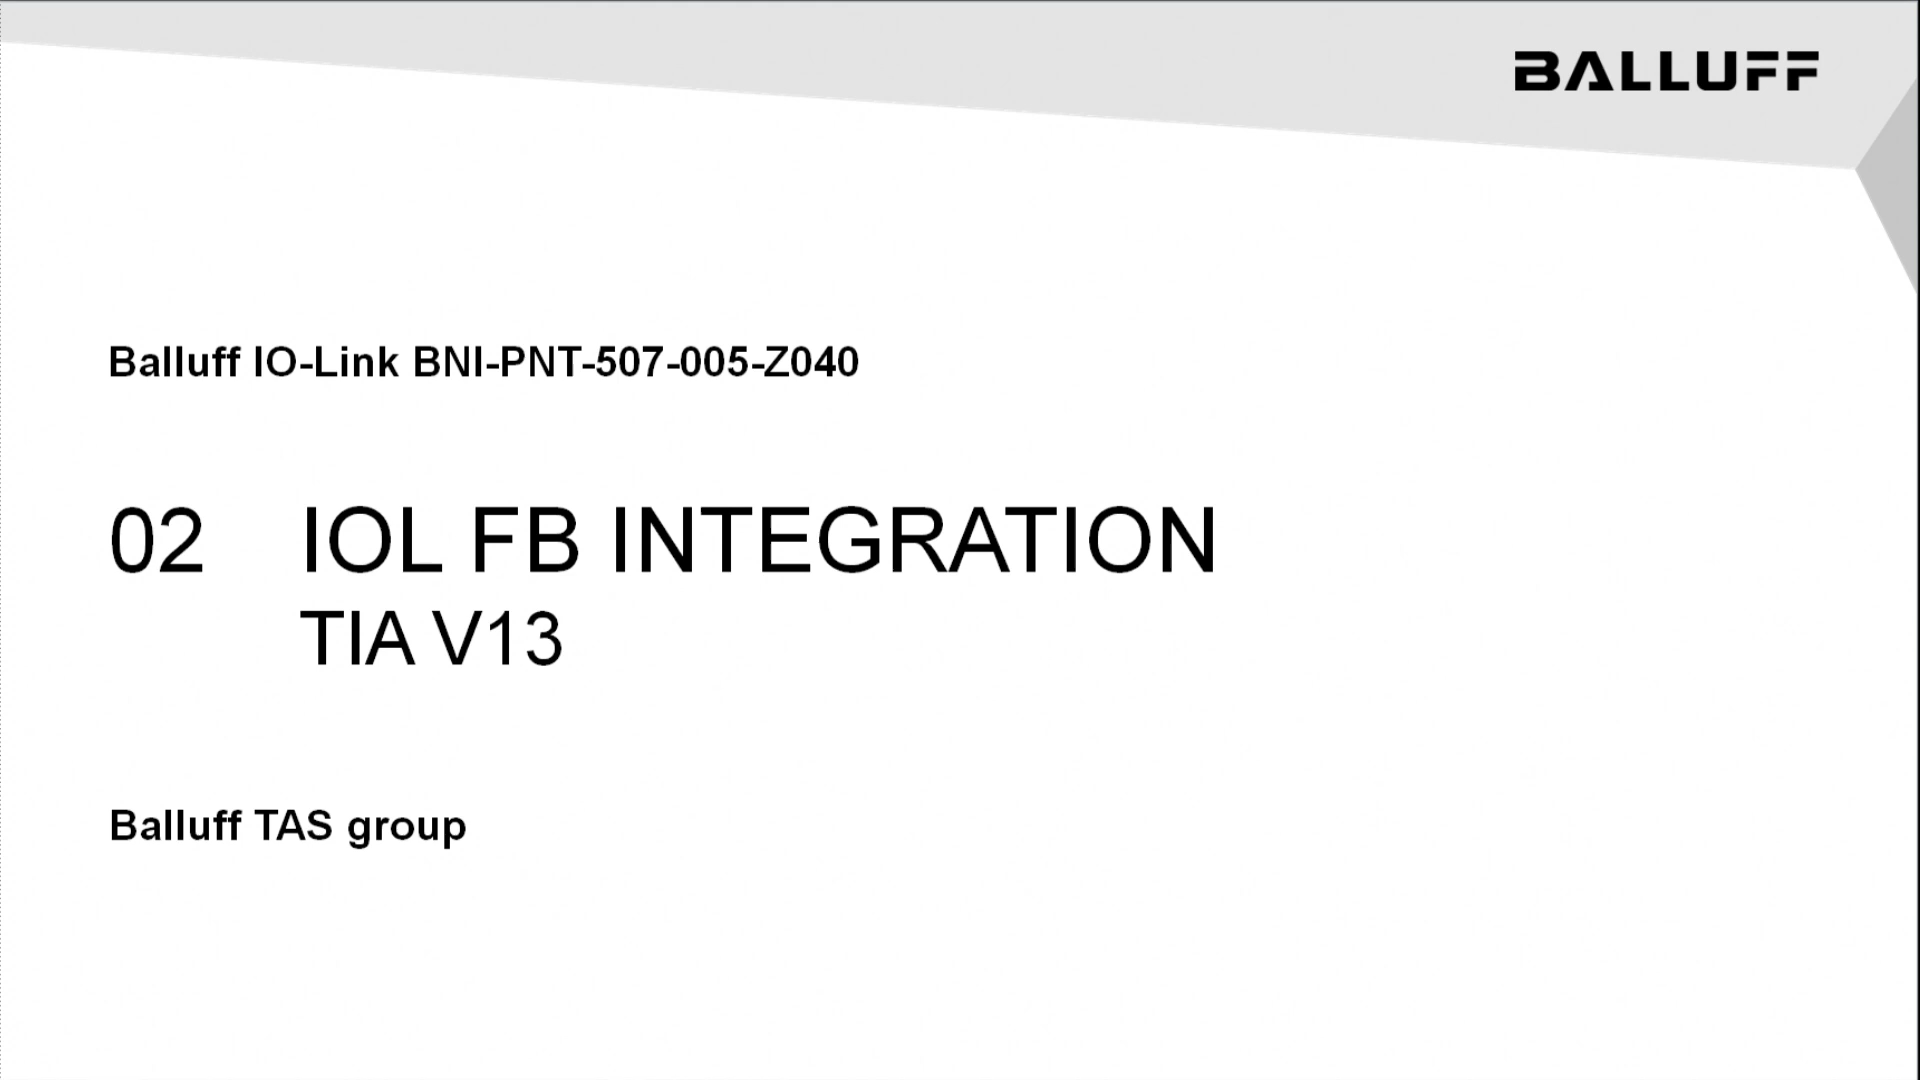 BALLUFF
Balluff IO-Link BNI-PNT-507-005-Z040
02 IOL FB INTEGRATION
TIA V13
Balluff TAS group